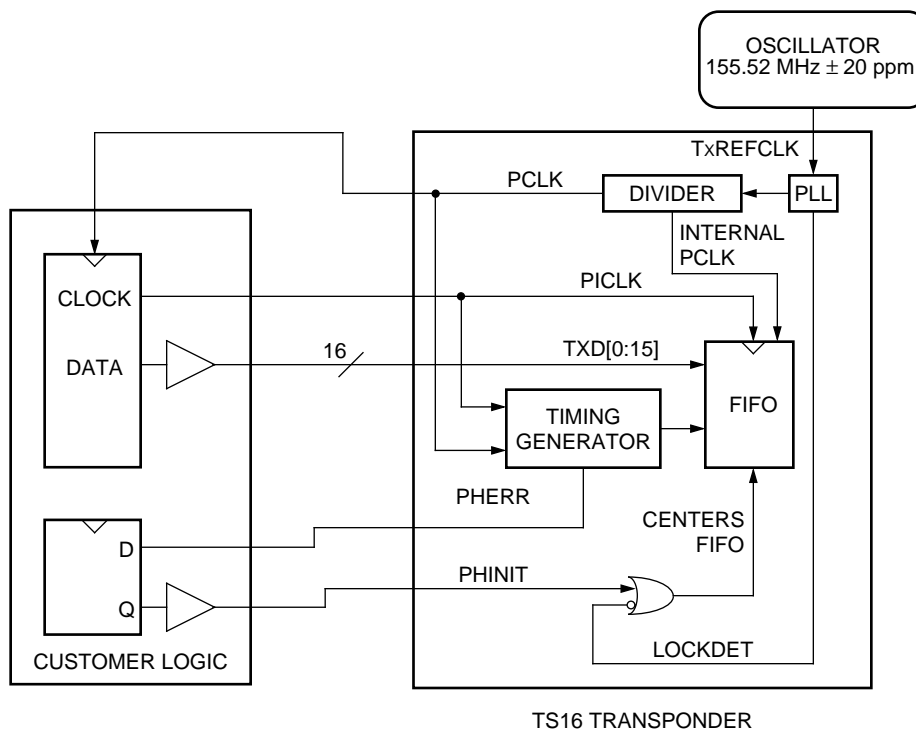 OSCILLATOR
155.52 MHz ± 20 ppm
TXREFCLK
PCLK
DIVIDER
PLL
INTERNAL
PCLK
CLOCK
PICLK
16
TXD[0:15]
DATA
FIFO
TIMING
GENERATOR
PHERR
CENTERS
FIFO
D
PHINIT
Q
LOCKDET
CUSTOMER LOGIC
TS16 TRANSPONDER